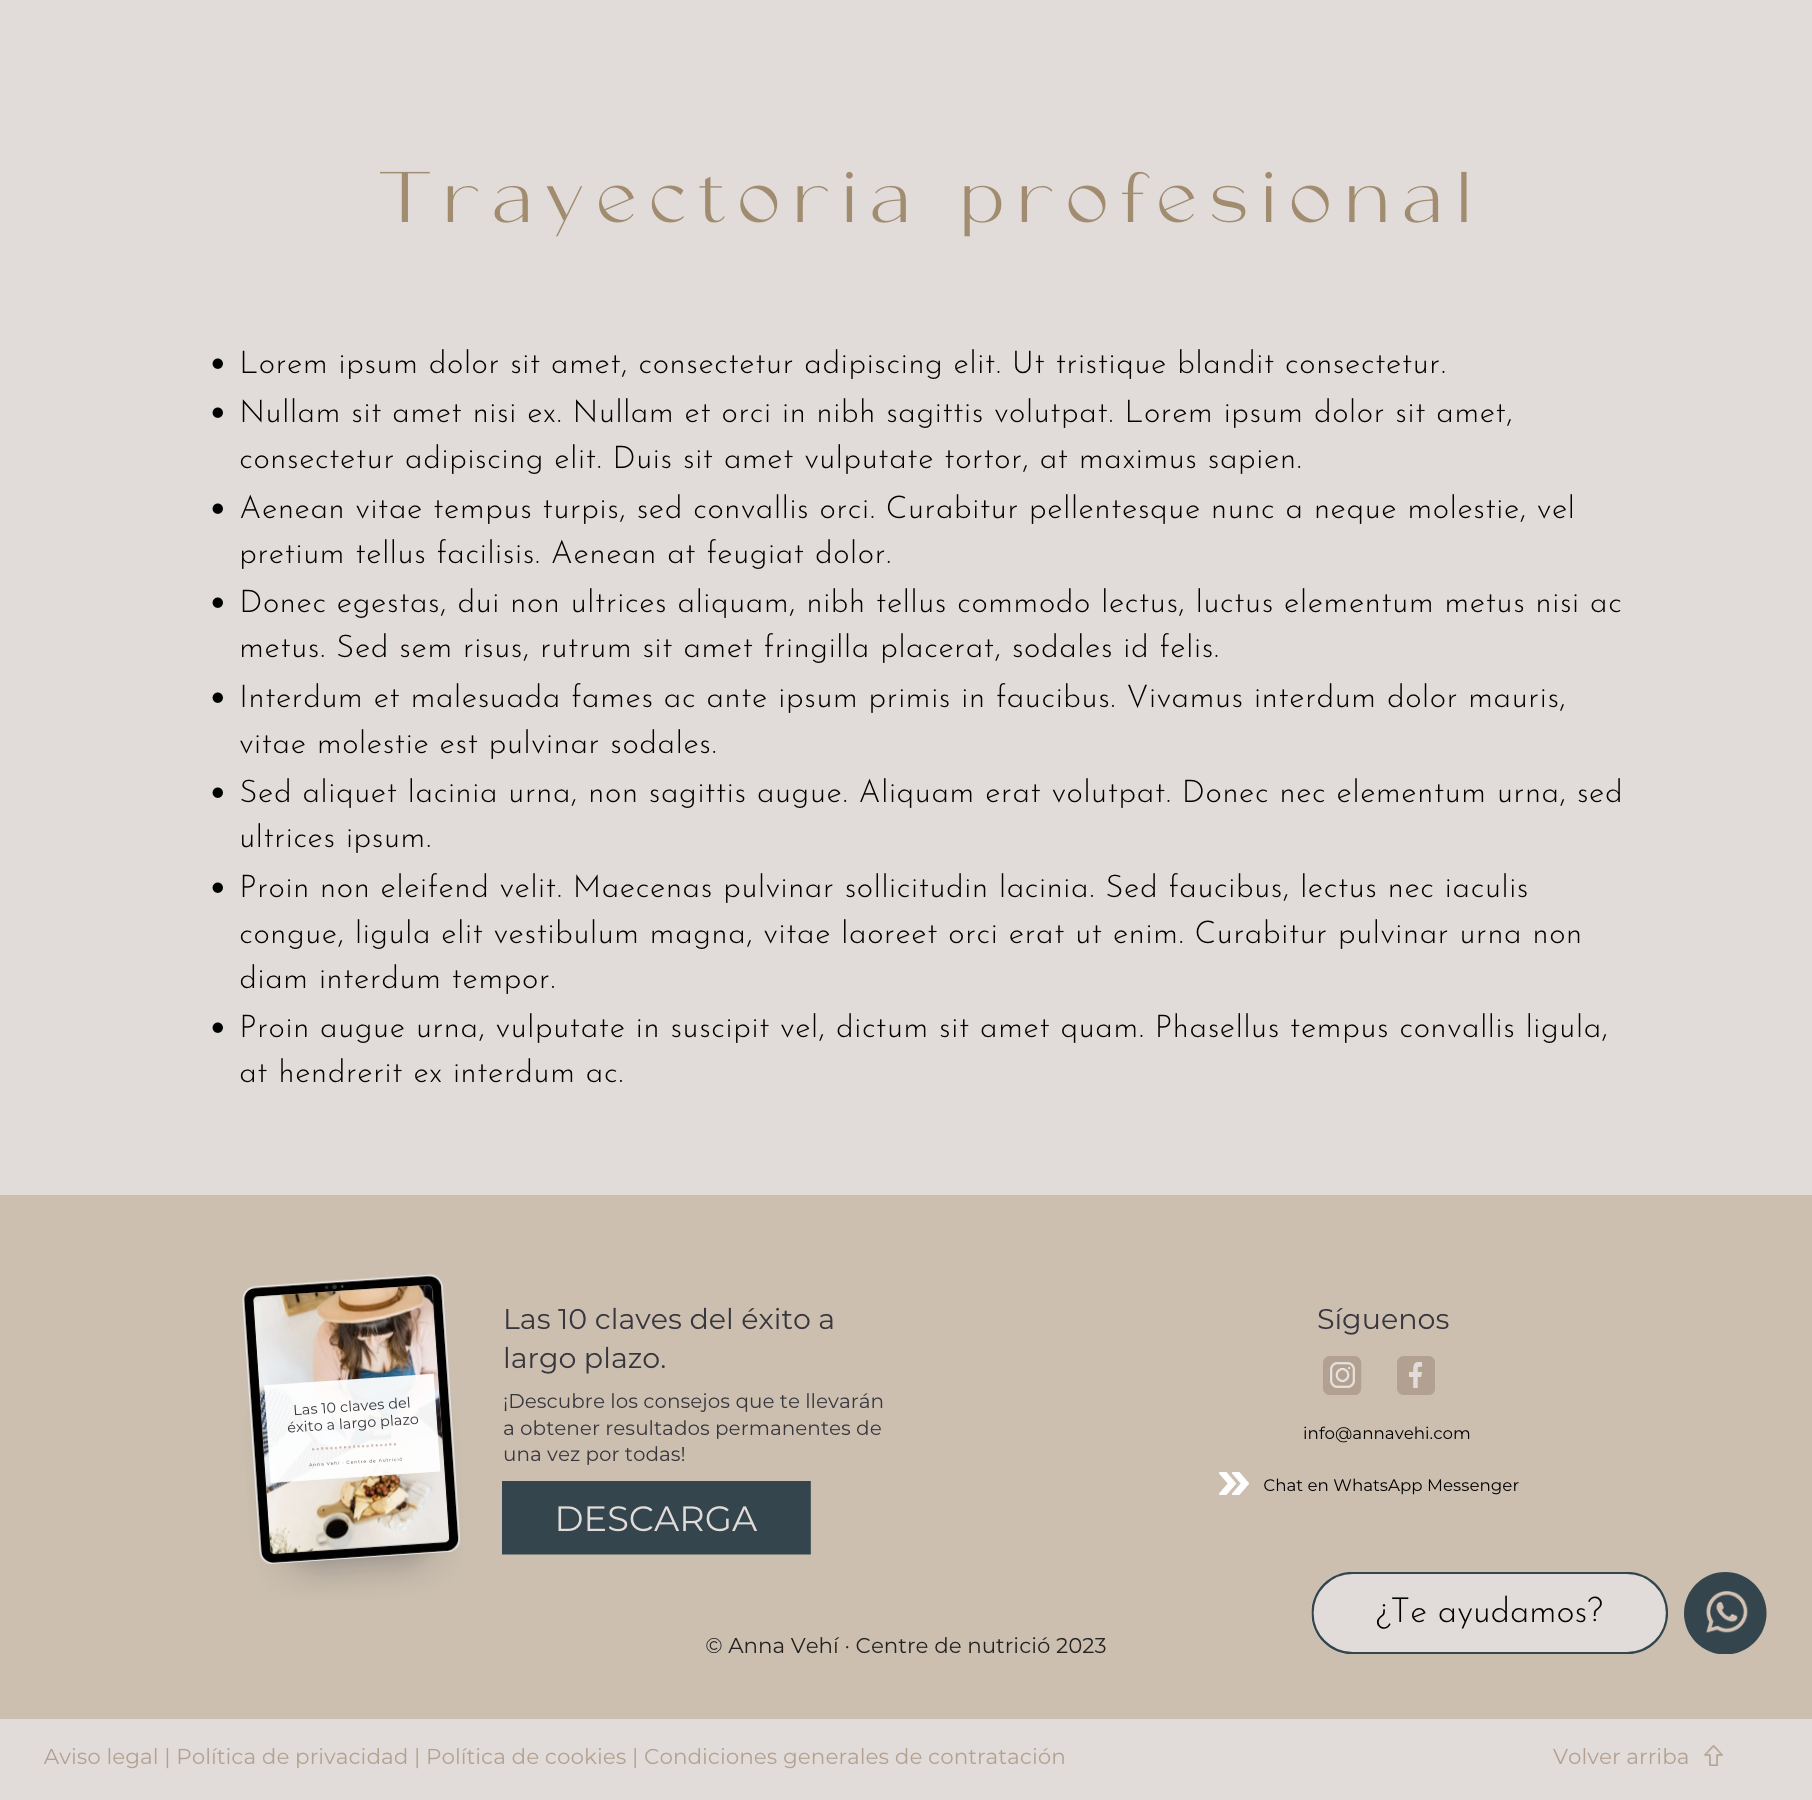 Trayectoria profesional
• Lorem ipsum dolor sit amet, consectetur adipiscing elit. Ut tristique blandit consectetur.
• Nullam sit amet nisi ex. Nullam et orci in nibh sagittis volutpat. Lorem ipsum dolor sit amet,
consectetur adipiscing elit. Duis sit amet vulputate tortor, at maximus sapien.
• Aenean vitae tempus turpis, sed convallis orci. Curabitur pellentesque nunc a neque molestie, vel
pretium tellus facilisis. Aenean at feugiat dolor.
• Donec egestas, dui non ultrices aliquam, nibh tellus commodo lectus, luctus elementum metus nisi ac
metus. Sed sem risus, rutrum sit amet fringilla placerat, sodales id felis.
• Interdum et malesuada fames ac ante ipsum primis in faucibus. Vivamus interdum dolor mauris,
vitae molestie est pulvinar sodales.
• Sed aliquet lacinia urna, non sagittis augue. Aliquam erat volutpat. Donec nec elementum urna, sed
ultrices ipsum.
• Proin non eleifend velit. Maecenas pulvinar sollicitudin lacinia. Sed faucibus, lectus nec iaculis
congue, ligula elit vestibulum magna, vitae laoreet orci erat ut enim. Curabitur pulvinar urna non
diam interdum tempor.
• Proin augue urna, vulputate in suscipit vel, dictum sit amet quam. Phasellus tempus convallis ligula,
at hendrerit ex interdum ac.
Las 10 claves del
éxito a largo plazo
Anna Vehí · Centre de nutrició
Las 10 claves del éxito a
largo plazo.
¡Descubre los consejos que te llevarán
a obtener resultados permanentes de
una vez por todas!
DESCARGA
Síguenos
info@annavehi.com
Chat en WhatsApp Messenger
¿Te ayudamos?
© Anna Vehí · Centre de nutrició 2023
Aviso legal | Política de privacidad | Política de cookies | Condiciones generales de contratación
Volver arriba